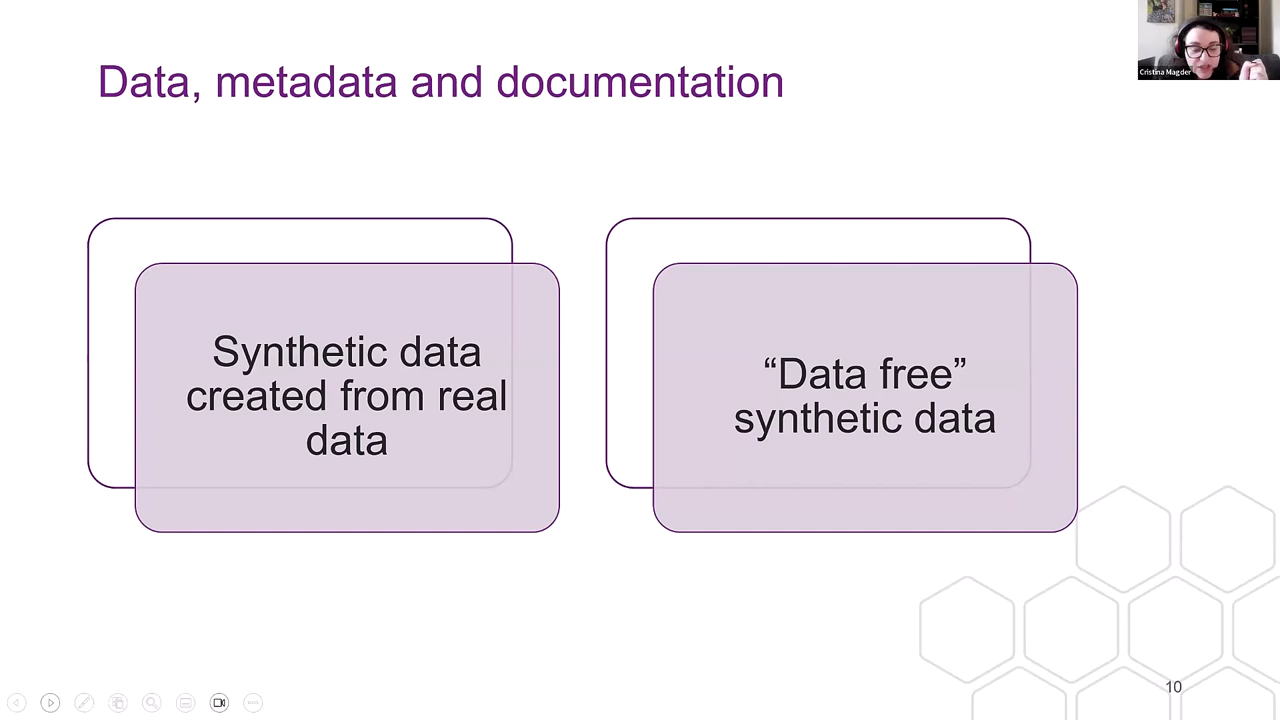 Data, metadata and documentation
Cristina Magder
Synthetic data
created from real
data
“Data free”
synthetic data
10